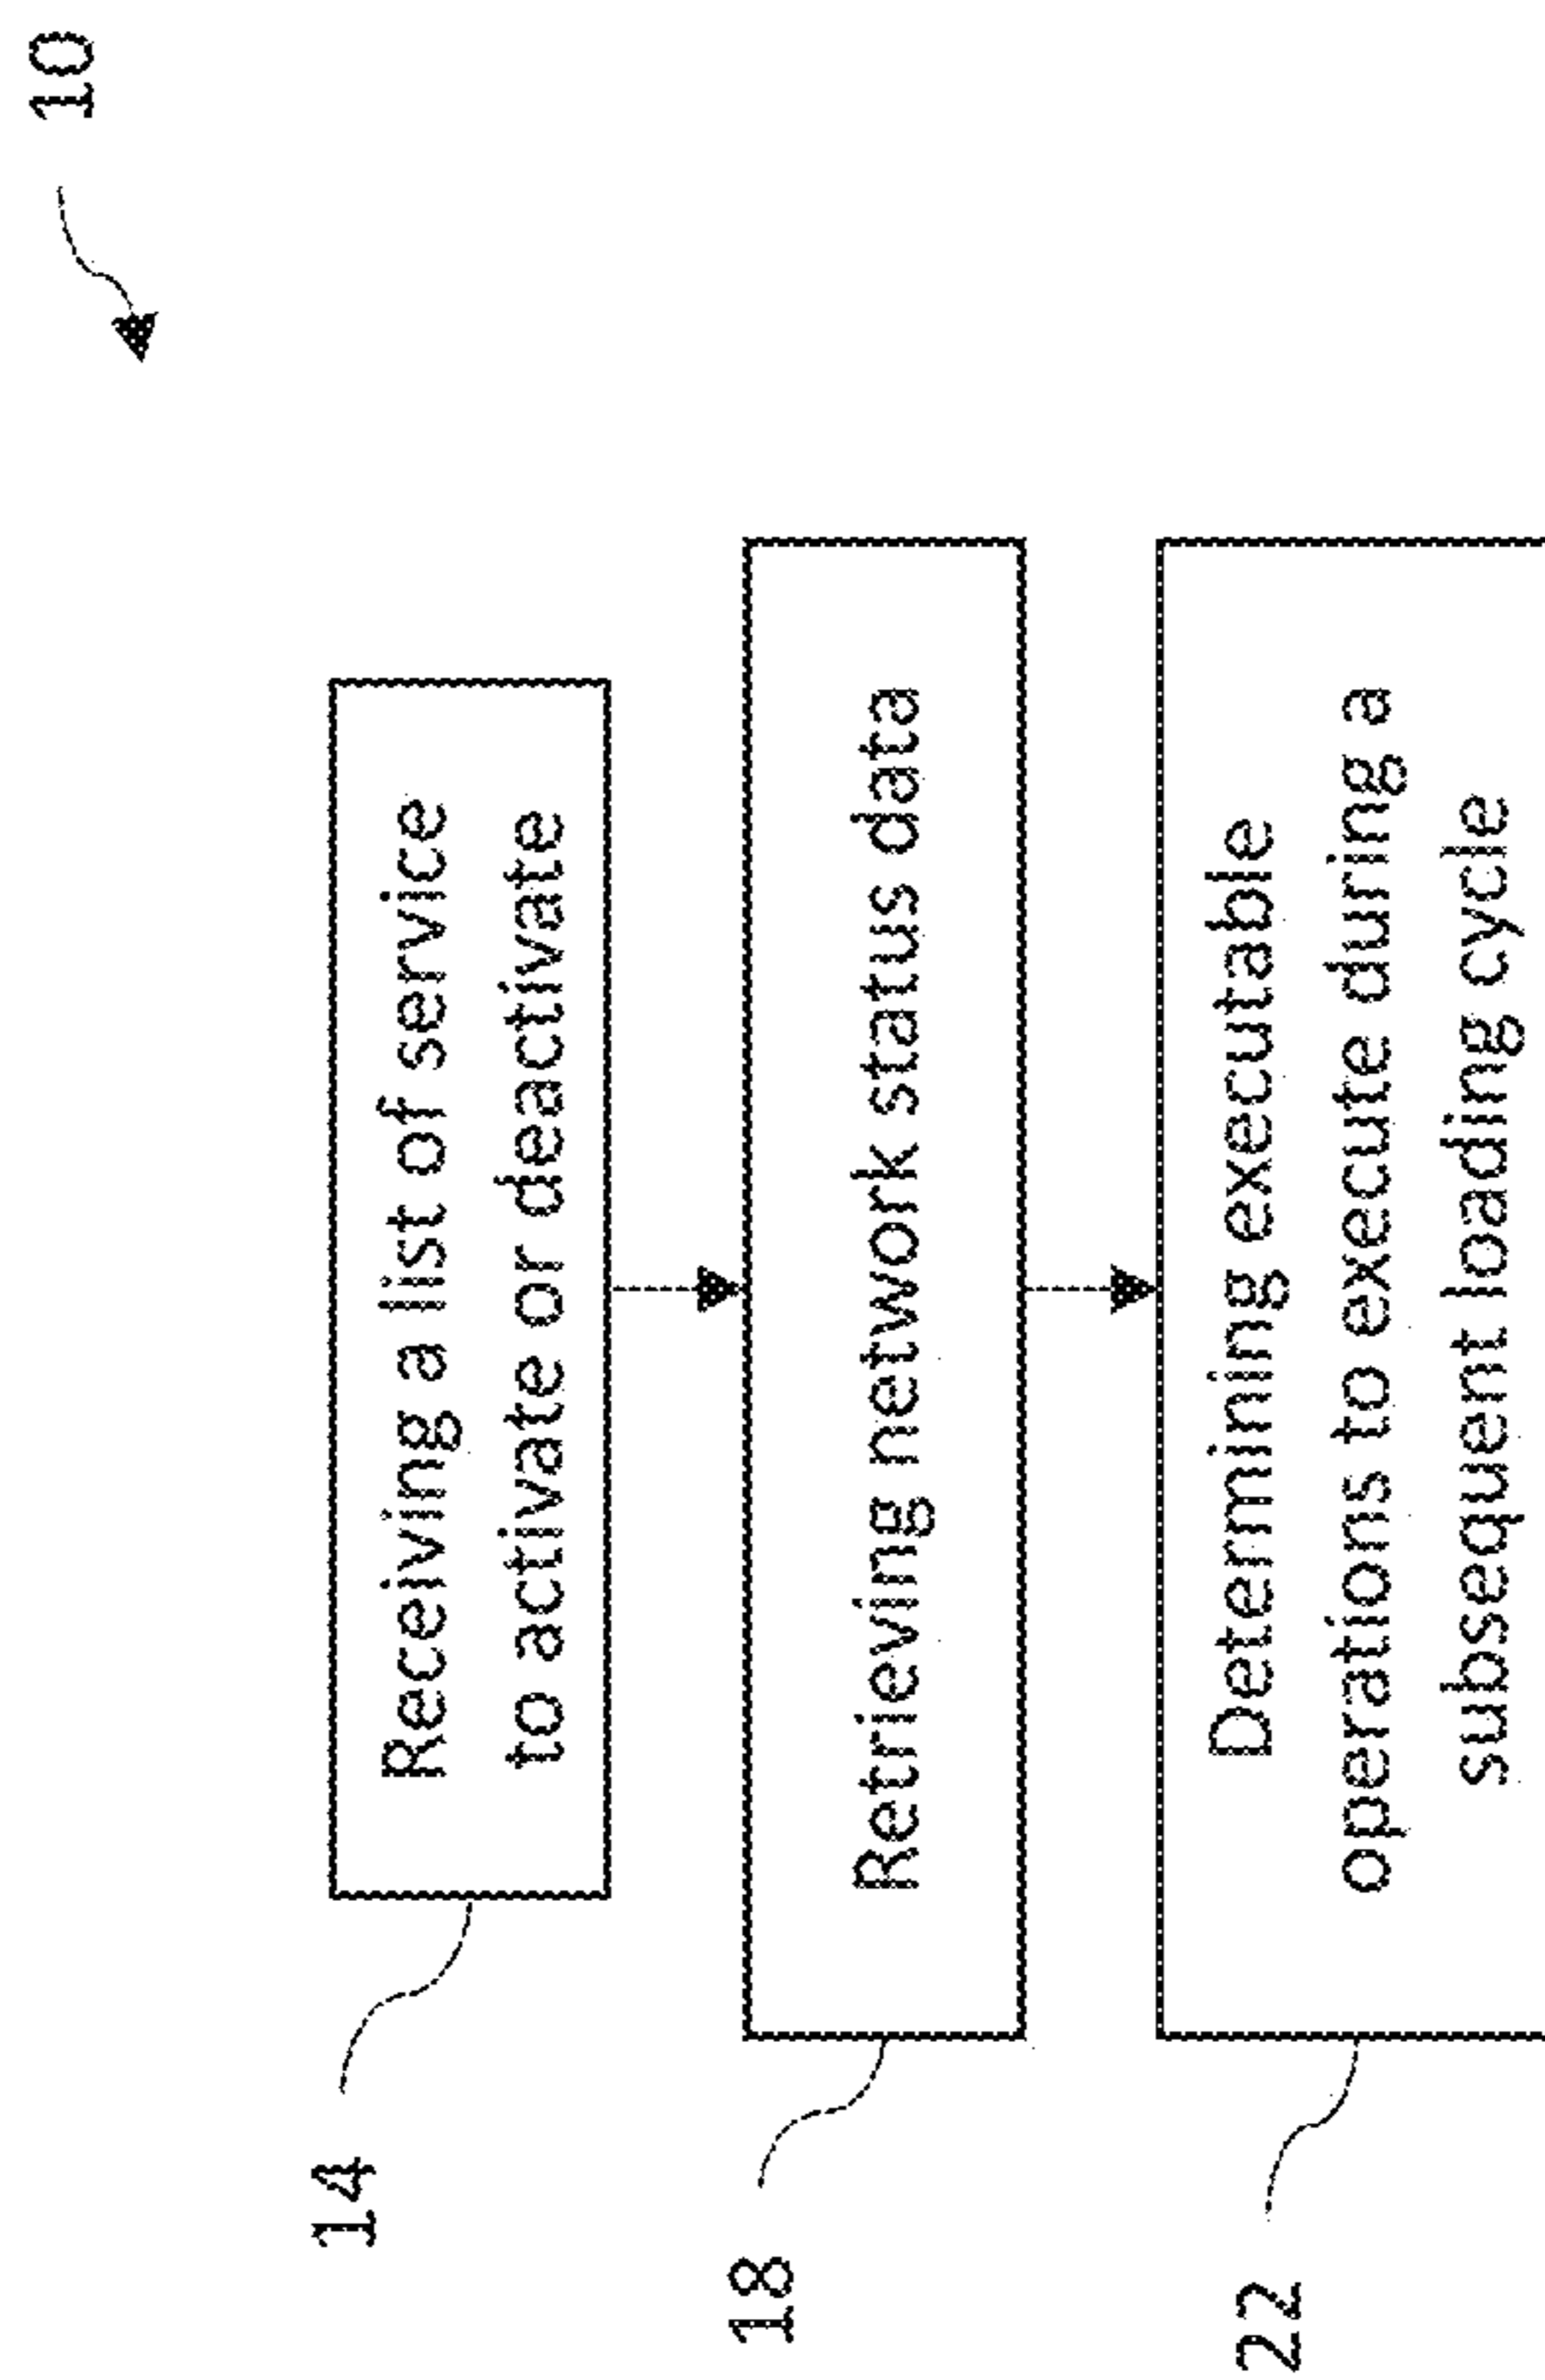 10
14
Receiving a list of service
to activate or deactivate
18
Retrieving network status data
22
Determining executable
operations to execute during a
subsequent loading cycle